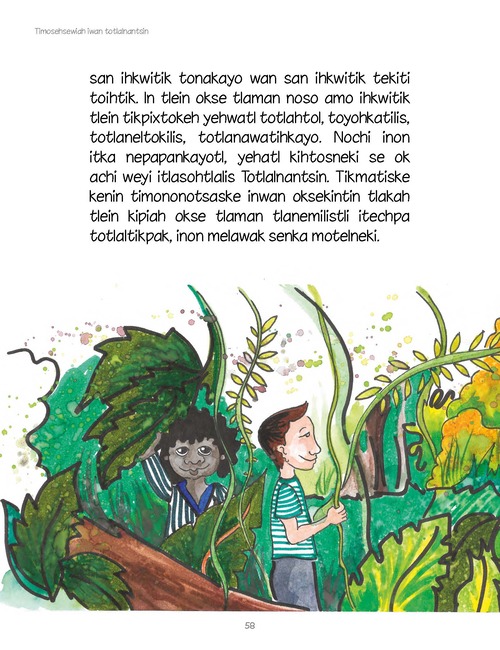 Timosehsewiah iwan totlalnantsin
san ihkwitik tonakayo wan san ihkwitik tekiti
toihtik. In tlein okse tlaman noso amo ihkwitik
tlein tikpixtokeh yehwatl totlahtol, toyohkatilis,
totlaneltokilis, totlanawatihkayo. Nochi inon
itka nepapankayotl, yehatl kihtosneki se ok
achi weyi itlasohtlalis Totlalnantsin. Tikmatiske
kenin timononotsaske inwan oksekintin tlakah
tlein kipiah okse tlaman tlanemilistli itechpa
totlaltikpak, inon melawak senka motelneki.
58